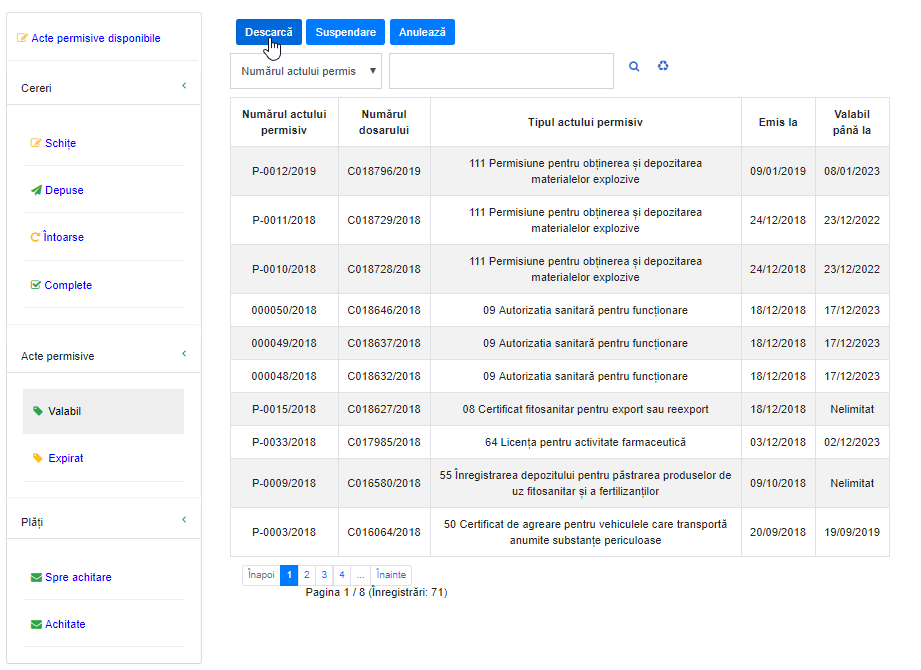 Acte permisive disponibile
Cereri
Schițe
Depuse
Întoarse
Complete
Acte permisive
Valabil
Expirat
Plăți
Spre achitare
Achitate
Descarcă Suspendare Anulează
Numărul actului permis
Numărul actului permisiv Numărul dosarului Tipul actului permisiv Emis la Valabil până la
P-0012/2019 C018796/2019 111 Permisiune pentru obținerea și depozitarea materialelor explozive 09/01/2019 08/01/2023
P-0011/2018 C018729/2018 111 Permisiune pentru obținerea și depozitarea materialelor explozive 24/12/2018 23/12/2022
P-0010/2018 C018728/2018 111 Permisiune pentru obținerea și depozitarea materialelor explozive 24/12/2018 23/12/2022
000050/2018 C018646/2018 09 Autorizatia sanitară pentru funcționare 18/12/2018 17/12/2023
000049/2018 C018637/2018 09 Autorizatia sanitară pentru funcționare 18/12/2018 17/12/2023
000048/2018 C018632/2018 09 Autorizatia sanitară pentru funcționare 18/12/2018 17/12/2023
P-0015/2018 C018627/2018 08 Certificat fitosanitar pentru export sau reexport 18/12/2018 Nelimitat
P-0033/2018 C017985/2018 64 Licența pentru activitate farmaceutică 03/12/2018 02/12/2023
P-0009/2018 C016580/2018 55 Înregistrarea depozitului pentru păstrarea produselor de uz fitosanitar și a fertilizanților 09/10/2018 Nelimitat
P-0003/2018 C016064/2018 50 Certificat de agreare pentru vehiculele care transportă anumite substanțe periculoase 20/09/2018 19/09/2019
Înapoi 1 2 3 4 ... Înainte
Pagina 1 / 8 (Înregistrări: 71)